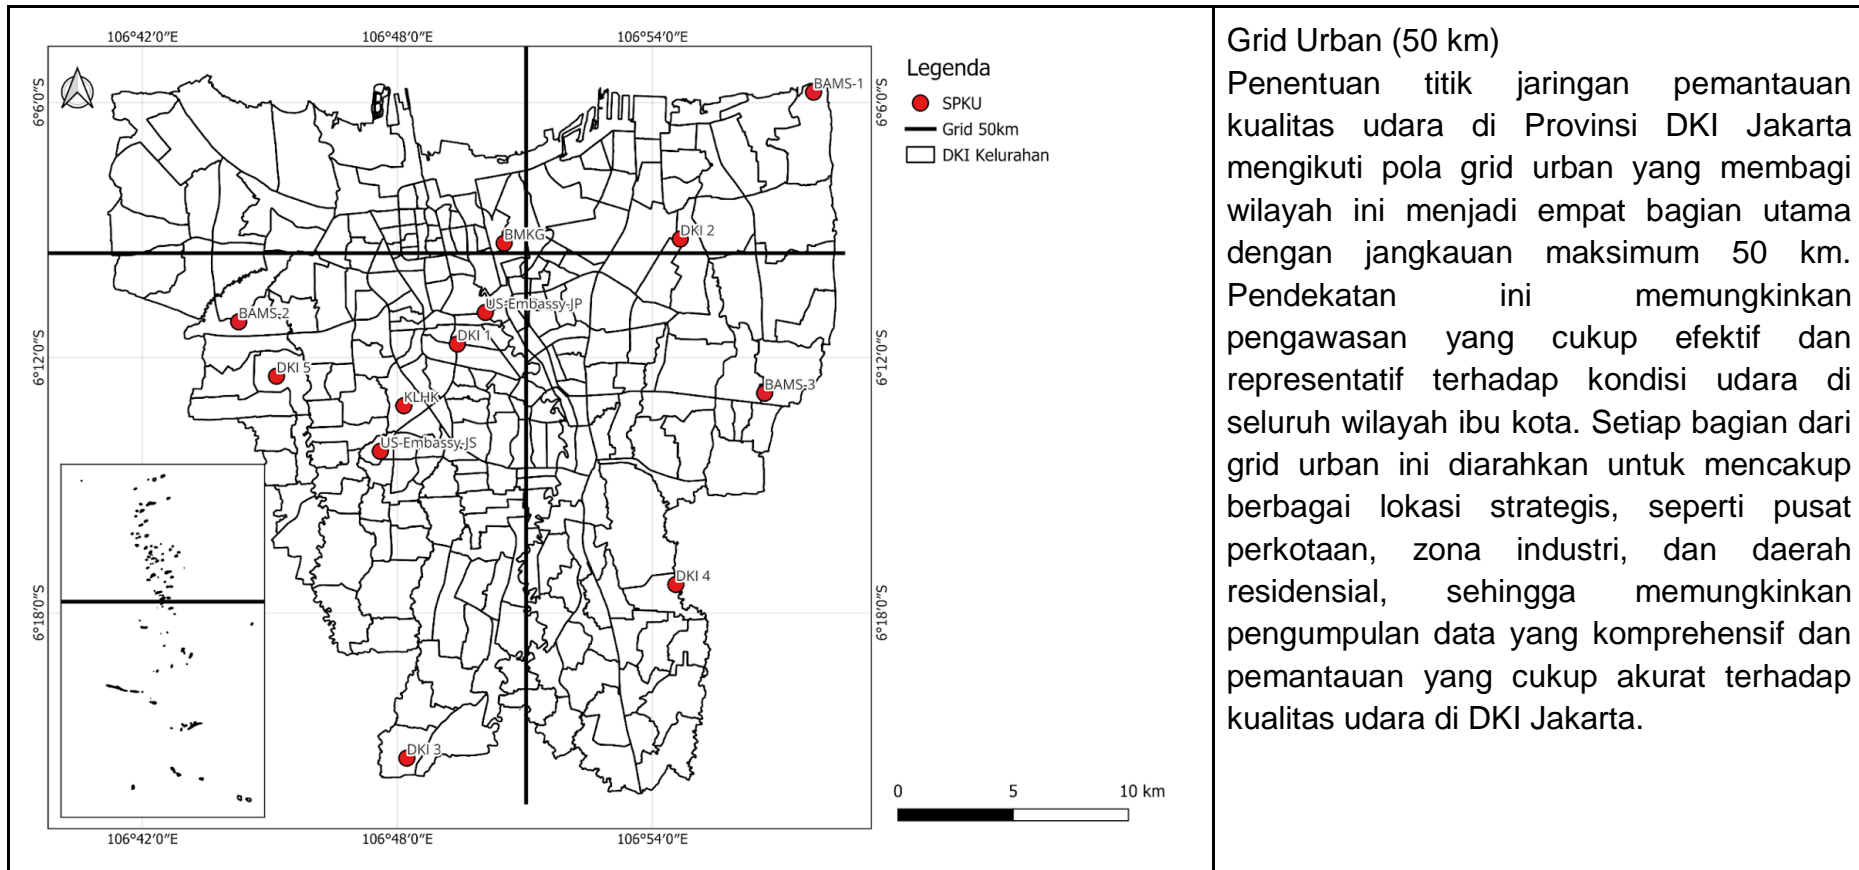 106°42′0″E 106°48′0″E 106°54′0″E
6°6′0″S
6°6′0″S
BAMS-1
BMKG
DKI 2
BAMS-2
US-Embassy-JP
DKI 1
6°12′0″S
6°12′0″S
DKI 5
BAMS-3
KLHK
US-Embassy-JS
DKI 4
6°18′0″S
6°18′0″S
DKI 3
106°42′0″E 106°48′0″E 106°54′0″E
Legenda
SPKU
Grid 50km
DKI Kelurahan
0 5 10 km
Grid Urban (50 km)
Penentuan titik jaringan pemantauan
kualitas udara di Provinsi DKI Jakarta
mengikuti pola grid urban yang membagi
wilayah ini menjadi empat bagian utama
dengan jangkauan maksimum 50 km.
Pendekatan ini memungkinkan
pengawasan yang cukup efektif dan
representatif terhadap kondisi udara di
seluruh wilayah ibu kota. Setiap bagian dari
grid urban ini diarahkan untuk mencakup
berbagai lokasi strategis, seperti pusat
perkotaan, zona industri, dan daerah
residensial, sehingga memungkinkan
pengumpulan data yang komprehensif dan
pemantauan yang cukup akurat terhadap
kualitas udara di DKI Jakarta.